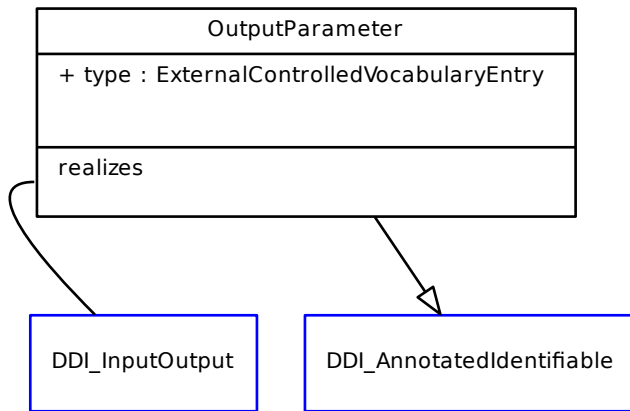 OutputParameter
+ type : ExternalControlledVocabularyEntry
realizes
DDI_InputOutput
DDI_AnnotatedIdentifiable